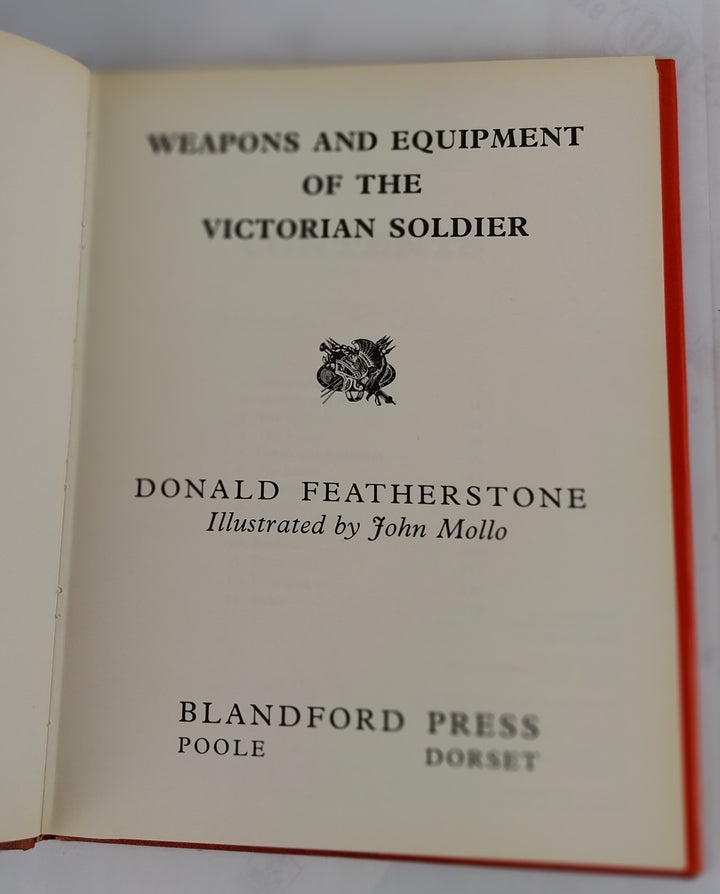 WEAPONS AND EQUIPMENT
OF THE
VICTORIAN SOLDIER
DONALD FEATHERSTONE
Illustrated by John Mollo
BLANDFORD PRESS
POOLE DORSET